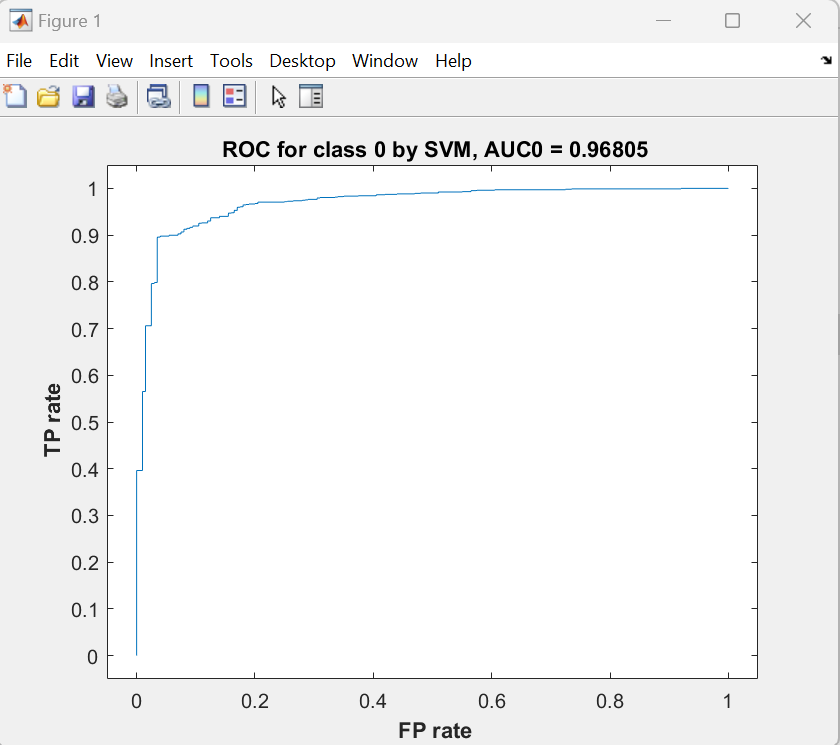 Figure 1
File Edit View Insert Tools Desktop Window Help
ROC for class 0 by SVM, AUC0 = 0.96805
1
0.9
0.8
0.7
0.6
0.5
0.4
0.3
0.2
0.1
0
TP rate
0 0.2 0.4 0.6 0.8 1
FP rate